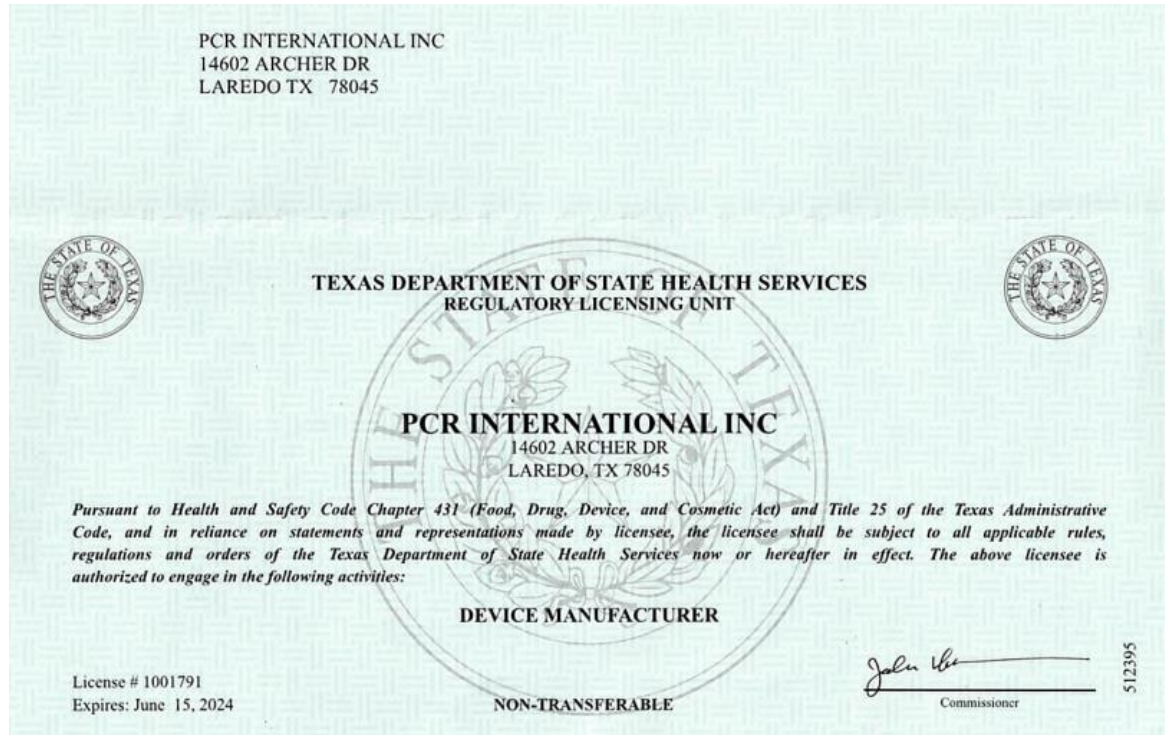 PCR INTERNATIONAL INC
14602 ARCHER DR
LAREDO TX 78045
THE STATE OF TEXAS
THE STATE OF TEXAS
TEXAS DEPARTMENT OF STATE HEALTH SERVICES
REGULATORY LICENSING UNIT
THE STATE OF TEXAS
PCR INTERNATIONAL INC
14602 ARCHER DR
LAREDO, TX 78045
Pursuant to Health and Safety Code Chapter 431 (Food, Drug, Device, and Cosmetic Act) and Title 25 of the Texas Administrative
Code, and in reliance on statements and representations made by licensee, the licensee shall be subject to all applicable rules,
regulations and orders of the Texas Department of State Health Services now or hereafter in effect. The above licensee is
authorized to engage in the following activities:
DEVICE MANUFACTURER
License # 1001791
Expires: June 15, 2024
NON-TRANSFERABLE
Commissioner
512395